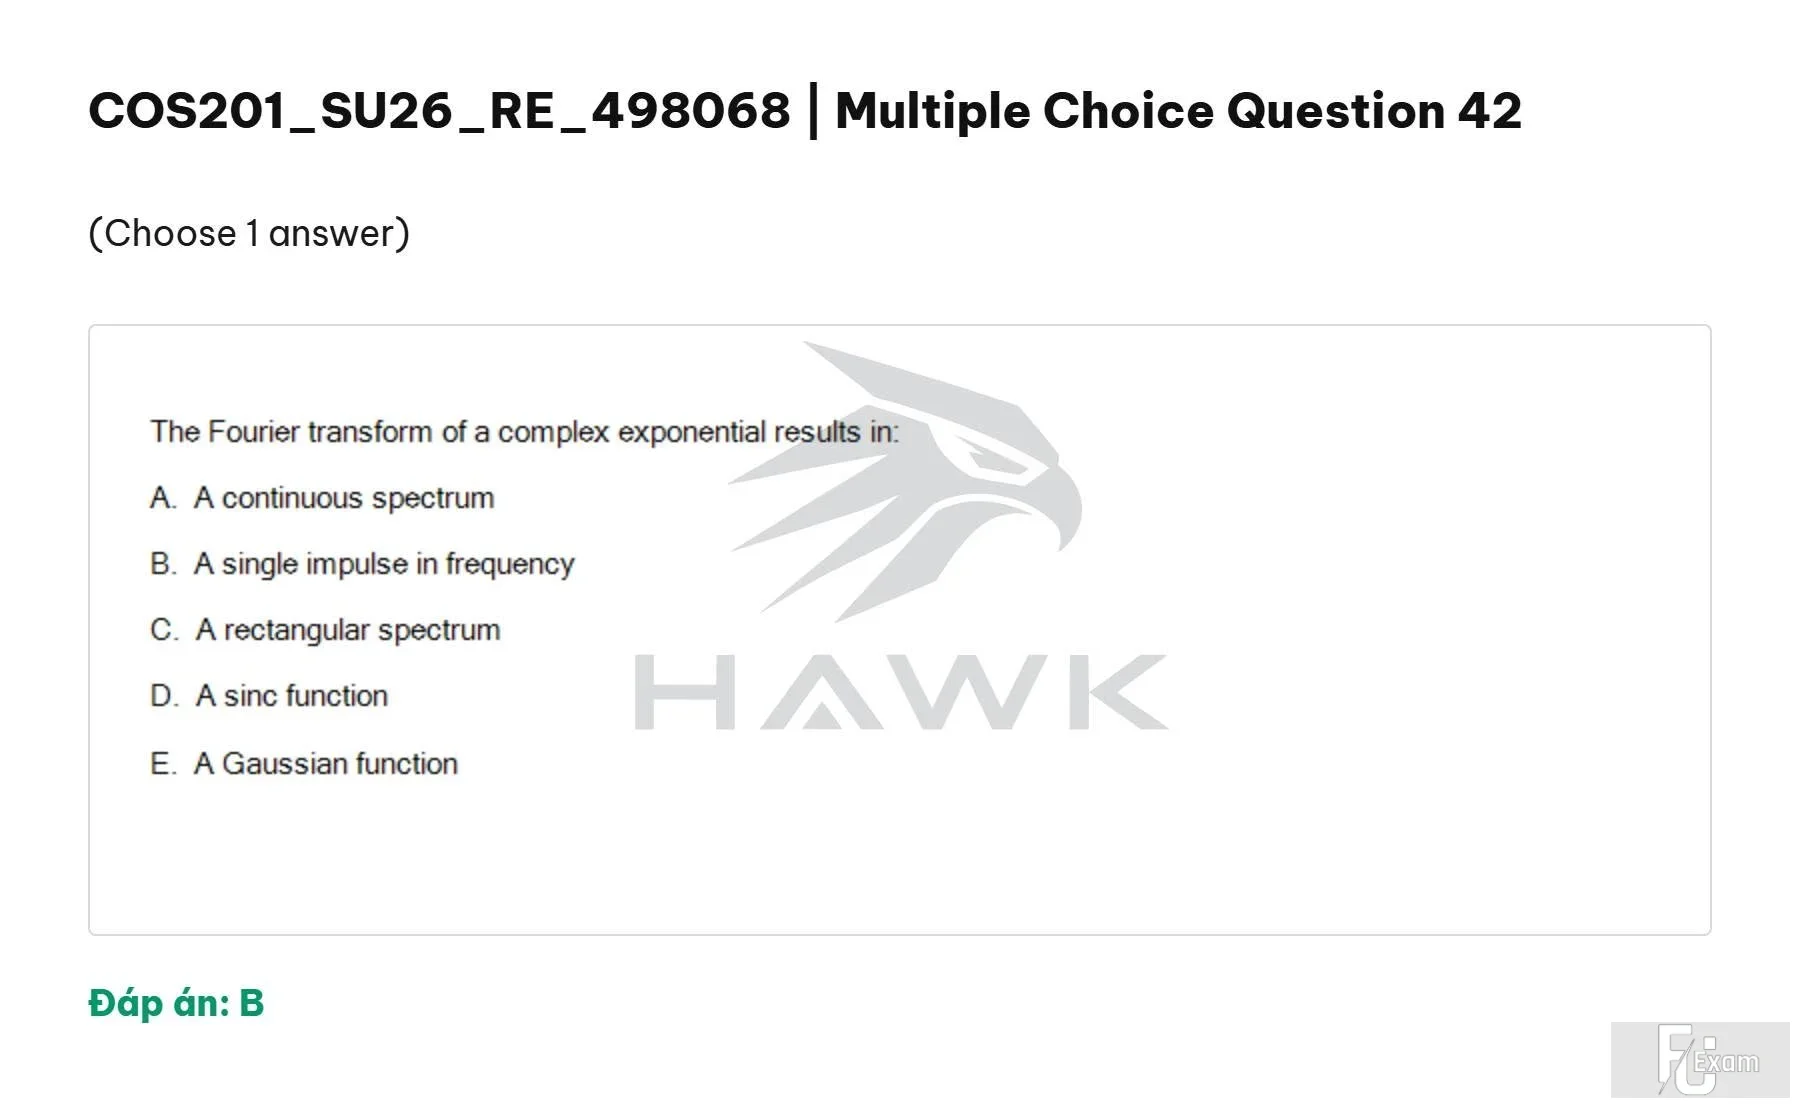 COS201_SU26_RE_498068 | Multiple Choice Question 42
(Choose 1 answer)
The Fourier transform of a complex exponential results in:
A. A continuous spectrum
B. A single impulse in frequency
C. A rectangular spectrum
D. A sinc function
E. A Gaussian function
HAWK
Đáp án: B
FU Exam